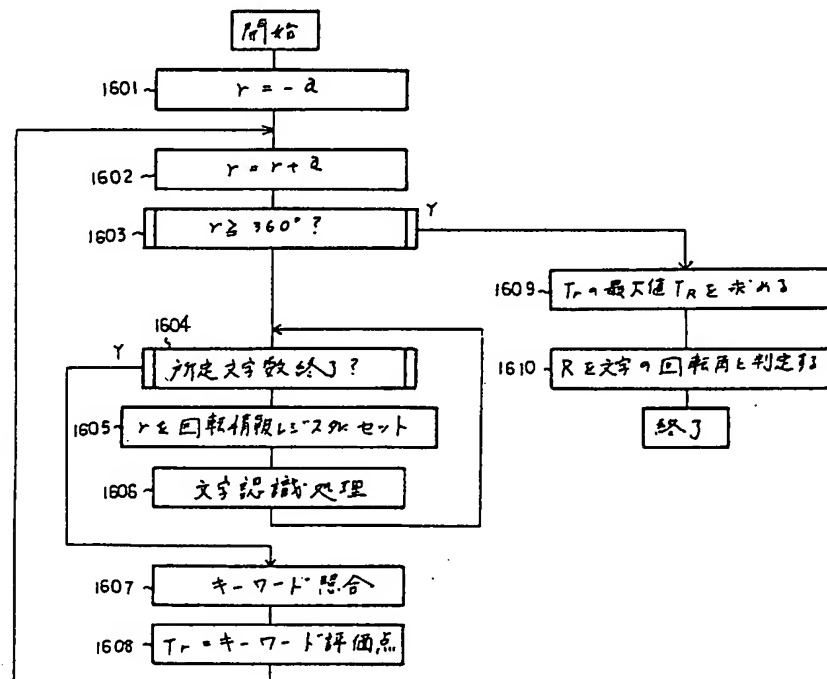 開始
1601
r = - a
1602
r = r + a
1603
r ≧ 360° ?
Y
1604
Y
所定文字数終了?
1605
rを回転情報レジスタにセット
1606
文字認識処理
1607
キーワード照合
1608
Tr=キーワード評価点
1609
Trの最大値TRを求める
1610
Rを文字の回転角と判定する
終了